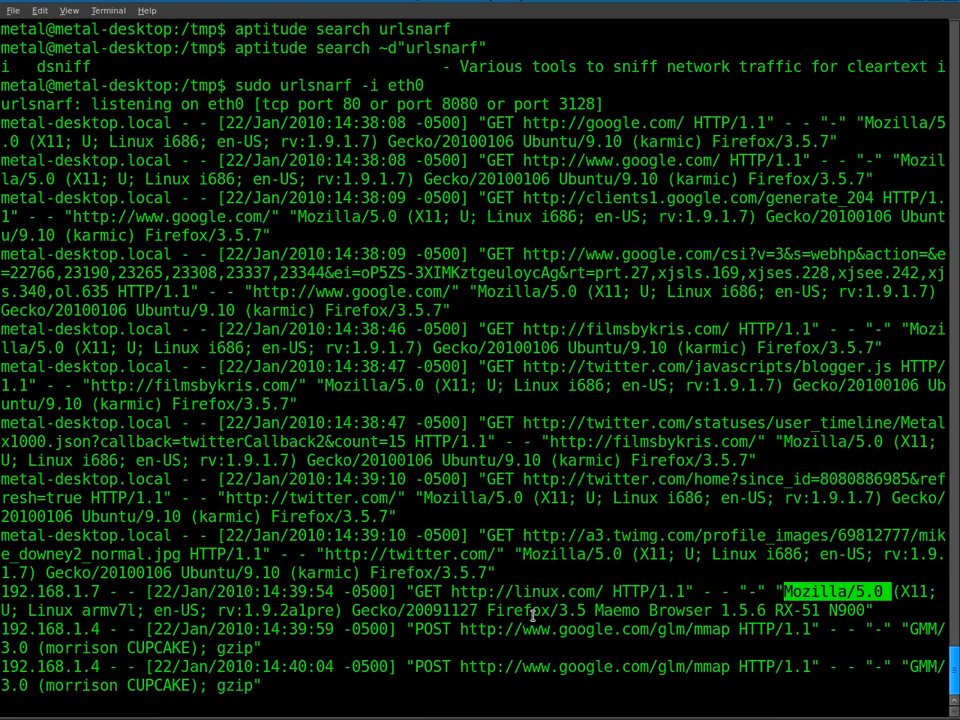 File Edit View Terminal Help
metal@metal-desktop:/tmp$ aptitude search urlsnarf
metal@metal-desktop:/tmp$ aptitude search ~d"urlsnarf"
i   dsniff                                       - Various tools to sniff network traffic for cleartext i
metal@metal-desktop:/tmp$ sudo urlsnarf -i eth0
urlsnarf: listening on eth0 [tcp port 80 or port 8080 or port 3128]
metal-desktop.local - - [22/Jan/2010:14:38:08 -0500] "GET http://google.com/ HTTP/1.1" - - "-" "Mozilla/5
.0 (X11; U; Linux i686; en-US; rv:1.9.1.7) Gecko/20100106 Ubuntu/9.10 (karmic) Firefox/3.5.7"
metal-desktop.local - - [22/Jan/2010:14:38:08 -0500] "GET http://www.google.com/ HTTP/1.1" - - "-" "Mozil
la/5.0 (X11; U; Linux i686; en-US; rv:1.9.1.7) Gecko/20100106 Ubuntu/9.10 (karmic) Firefox/3.5.7"
metal-desktop.local - - [22/Jan/2010:14:38:09 -0500] "GET http://clients1.google.com/generate_204 HTTP/1.
1" - - "http://www.google.com/" "Mozilla/5.0 (X11; U; Linux i686; en-US; rv:1.9.1.7) Gecko/20100106 Ubunt
u/9.10 (karmic) Firefox/3.5.7"
metal-desktop.local - - [22/Jan/2010:14:38:09 -0500] "GET http://www.google.com/csi?v=3&s=webhp&action=&e
=22766,23190,23265,23308,23337,23344&ei=oP5ZS-3XIMKztgeuloycAg&rt=prt.27,xjsls.169,xjses.228,xjsee.242,xj
s.340,ol.635 HTTP/1.1" - - "http://www.google.com/" "Mozilla/5.0 (X11; U; Linux i686; en-US; rv:1.9.1.7)
Gecko/20100106 Ubuntu/9.10 (karmic) Firefox/3.5.7"
metal-desktop.local - - [22/Jan/2010:14:38:46 -0500] "GET http://filmsbykris.com/ HTTP/1.1" - - "-" "Mozi
lla/5.0 (X11; U; Linux i686; en-US; rv:1.9.1.7) Gecko/20100106 Ubuntu/9.10 (karmic) Firefox/3.5.7"
metal-desktop.local - - [22/Jan/2010:14:38:47 -0500] "GET http://twitter.com/javascripts/blogger.js HTTP/
1.1" - - "http://filmsbykris.com/" "Mozilla/5.0 (X11; U; Linux i686; en-US; rv:1.9.1.7) Gecko/20100106 Ub
untu/9.10 (karmic) Firefox/3.5.7"
metal-desktop.local - - [22/Jan/2010:14:38:47 -0500] "GET http://twitter.com/statuses/user_timeline/Metal
x1000.json?callback=twitterCallback2&count=15 HTTP/1.1" - - "http://filmsbykris.com/" "Mozilla/5.0 (X11;
U; Linux i686; en-US; rv:1.9.1.7) Gecko/20100106 Ubuntu/9.10 (karmic) Firefox/3.5.7"
metal-desktop.local - - [22/Jan/2010:14:39:10 -0500] "GET http://twitter.com/home?since_id=8080886985&ref
resh=true HTTP/1.1" - - "http://twitter.com/" "Mozilla/5.0 (X11; U; Linux i686; en-US; rv:1.9.1.7) Gecko/
20100106 Ubuntu/9.10 (karmic) Firefox/3.5.7"
metal-desktop.local - - [22/Jan/2010:14:39:10 -0500] "GET http://a3.twimg.com/profile_images/69812777/mik
e_downey2_normal.jpg HTTP/1.1" - - "http://twitter.com/" "Mozilla/5.0 (X11; U; Linux i686; en-US; rv:1.9.
1.7) Gecko/20100106 Ubuntu/9.10 (karmic) Firefox/3.5.7"
192.168.1.7 - - [22/Jan/2010:14:39:54 -0500] "GET http://linux.com/ HTTP/1.1" - - "-" "Mozilla/5.0 (X11;
U; Linux armv7l; en-US; rv:1.9.2a1pre) Gecko/20091127 Firefox/3.5 Maemo Browser 1.5.6 RX-51 N900"
192.168.1.4 - - [22/Jan/2010:14:39:59 -0500] "POST http://www.google.com/glm/mmap HTTP/1.1" - - "-" "GMM/
3.0 (morrison CUPCAKE); gzip"
192.168.1.4 - - [22/Jan/2010:14:40:04 -0500] "POST http://www.google.com/glm/mmap HTTP/1.1" - - "-" "GMM/
3.0 (morrison CUPCAKE); gzip"